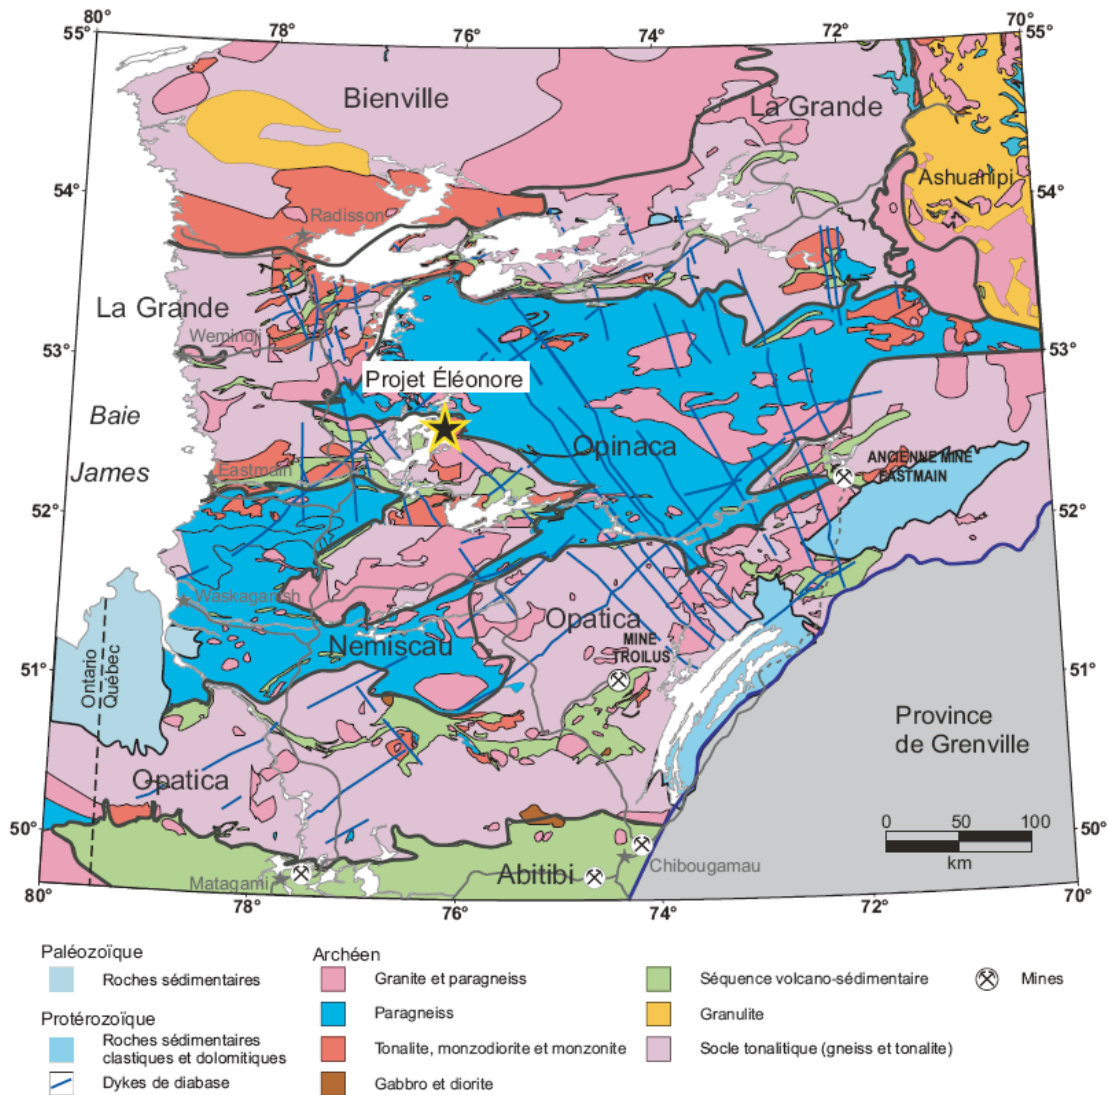 80°
78°
76°
74°
72°
70°
55°
55°
Bienville
La Grande
Ashuanipi
54°
54°
Radisson
La Grande
Wemindji
53°
53°
Projet Éléonore
Baie
James
Opinaca
Eastmain
ANCIENNE MINE
EASTMAIN
52°
52°
Waskaganish
Opatica
Nemiscau
MINE
TROILUS
51°
51°
Ontario
Québec
Province
de Grenville
Opatica
50°
50°
0 50 100
km
Abitibi
Chibougamau
Matagami
80°
78°
76°
74°
72°
70°
Paléozoïque
Roches sédimentaires
Protérozoïque
Roches sédimentaires
clastiques et dolomitiques
Dykes de diabase
Archéen
Granite et paragneiss
Paragneiss
Tonalite, monzodiorite et monzonite
Gabbro et diorite
Séquence volcano-sédimentaire
Granulite
Socle tonalitique (gneiss et tonalite)
Mines